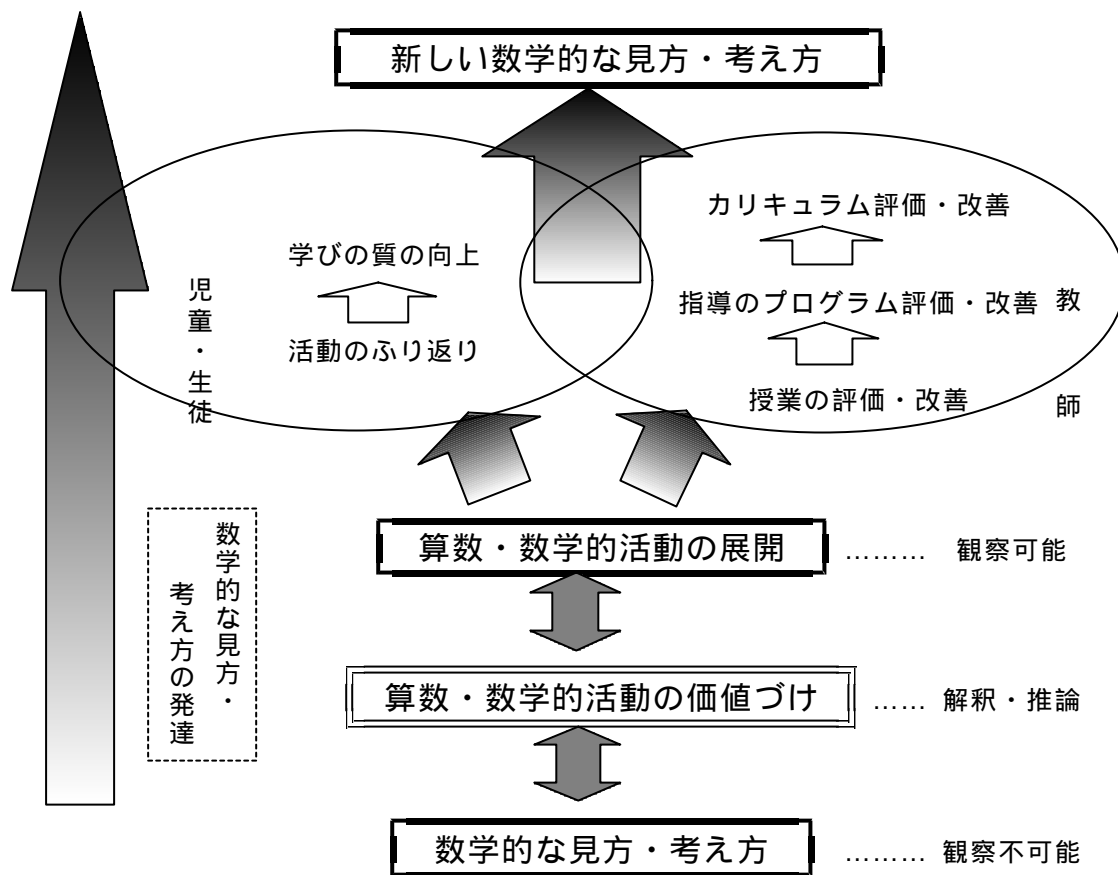 新しい数学的な見方・考え方
カリキュラム評価・改善
学びの質の向上
指導のプログラム評価・改善
活動のふり返り
授業の評価・改善
児童・生徒
教師
算数・数学的活動の展開 ……… 観察可能
数学的な見方・
考え方の発達
算数・数学的活動の価値づけ …… 解釈・推論
数学的な見方・考え方 ……… 観察不可能